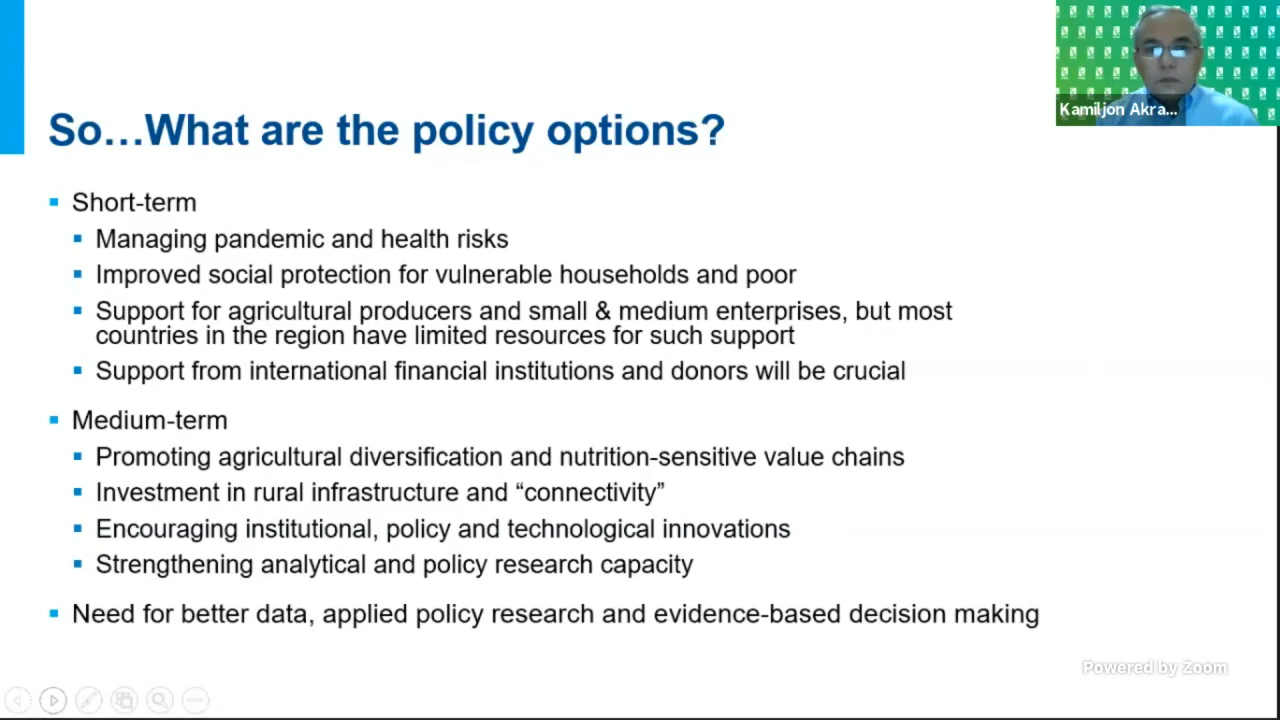 Kamiljon Akra...
So...What are the policy options?
Short-term
Managing pandemic and health risks
Improved social protection for vulnerable households and poor
Support for agricultural producers and small & medium enterprises, but most
countries in the region have limited resources for such support
Support from international financial institutions and donors will be crucial
Medium-term
Promoting agricultural diversification and nutrition-sensitive value chains
Investment in rural infrastructure and “connectivity”
Encouraging institutional, policy and technological innovations
Strengthening analytical and policy research capacity
Need for better data, applied policy research and evidence-based decision making
Powered by Zoom